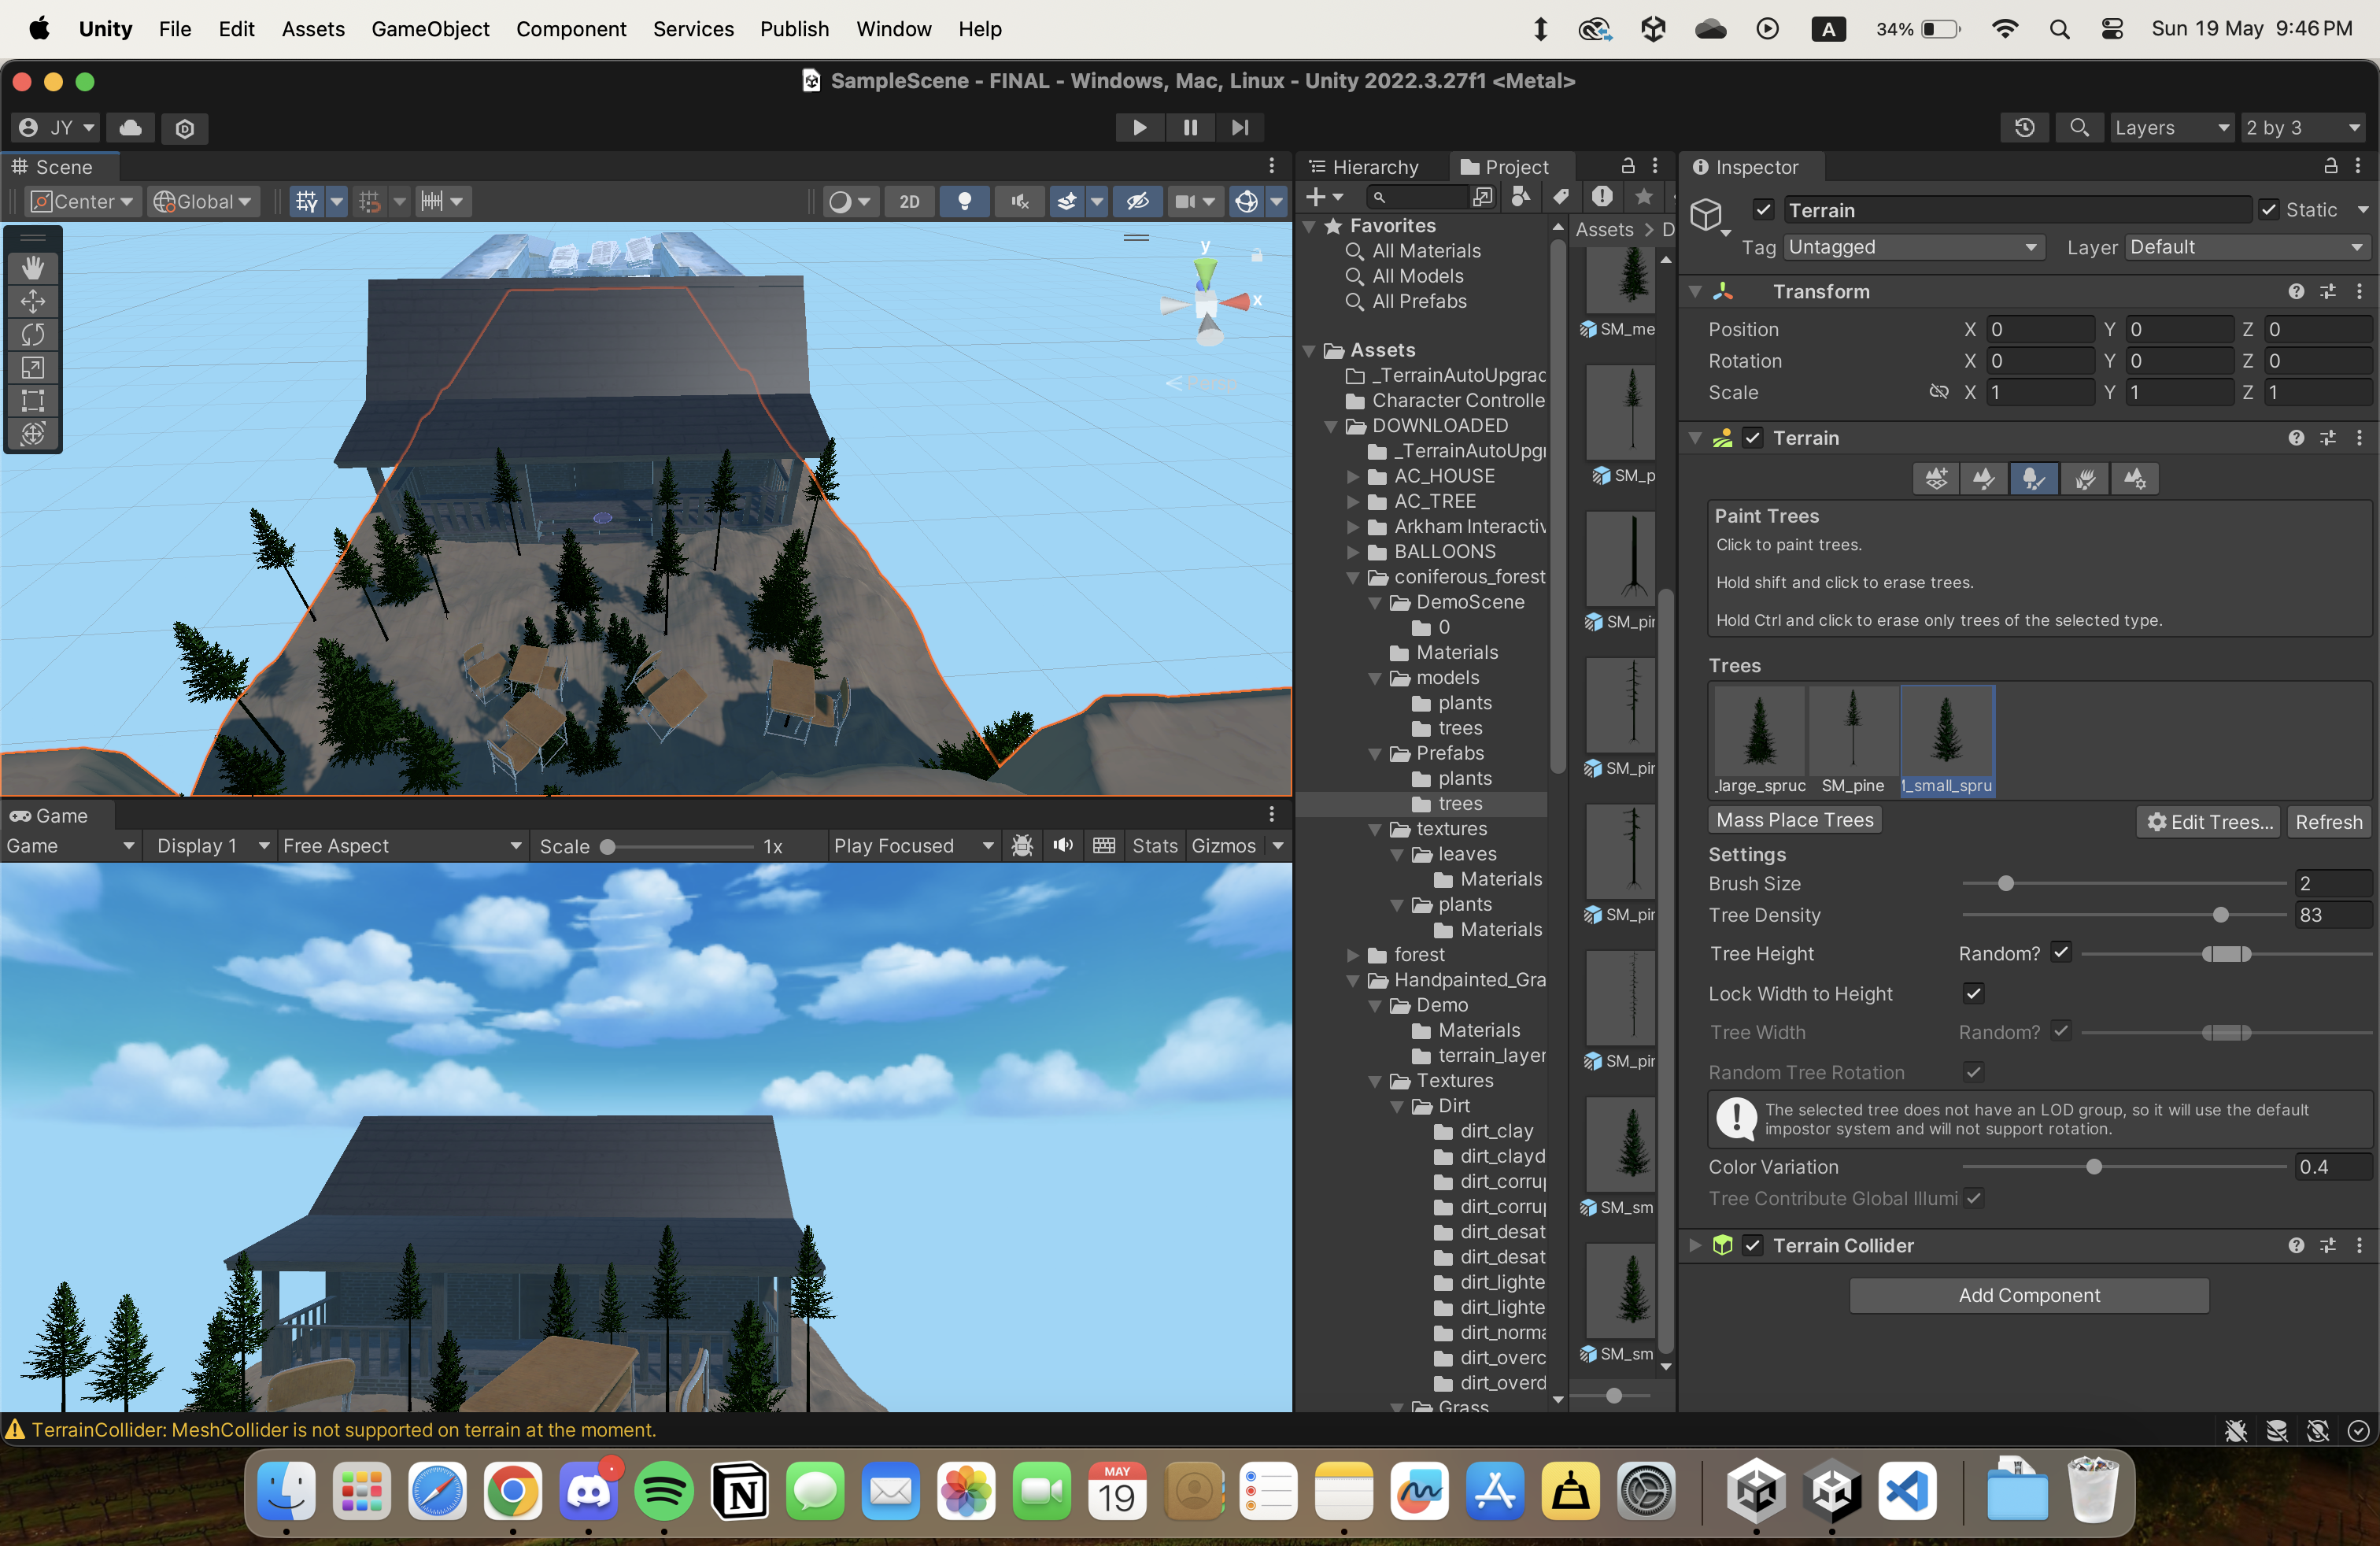 Unity File Edit Assets GameObject Component Services Publish Window Help
A 34% Sun 19 May 9:46 PM
SampleScene - FINAL - Windows, Mac, Linux - Unity 2022.3.27f1 <Metal>
JY Layers 2 by 3
Scene
Center Global 2D
y
x
Persp
Game
Game Display 1 Free Aspect Scale 1x Play Focused Stats Gizmos
Hierarchy Project
Favorites
All Materials
All Models
All Prefabs
Assets
_TerrainAutoUpgrad
Character Controlle
DOWNLOADED
_TerrainAutoUpgr
AC_HOUSE
AC_TREE
Arkham Interactiv
BALLOONS
coniferous_forest
DemoScene
0
Materials
models
plants
trees
Prefabs
plants
trees
textures
leaves
Materials
plants
Materials
forest
Handpainted_Gra
Demo
Materials
terrain_layer
Textures
Dirt
dirt_clay
dirt_clayd
dirt_corrup
dirt_corrup
dirt_desat
dirt_desat
dirt_lighte
dirt_lighte
dirt_norma
dirt_overc
dirt_overd
Grass
Assets > D
SM_me
SM_p
SM_pir
SM_pir
SM_pir
SM_pir
SM_sm
SM_sm
Inspector
Terrain Static
Tag Untagged Layer Default
Transform
Position X 0 Y 0 Z 0
Rotation X 0 Y 0 Z 0
Scale X 1 Y 1 Z 1
Terrain
Paint Trees
Click to paint trees.
Hold shift and click to erase trees.
Hold Ctrl and click to erase only trees of the selected type.
Trees
_large_spruc SM_pine 1_small_spru
Mass Place Trees Edit Trees... Refresh
Settings
Brush Size 2
Tree Density 83
Tree Height Random?
Lock Width to Height
Tree Width Random?
Random Tree Rotation
The selected tree does not have an LOD group, so it will use the default
impostor system and will not support rotation.
Color Variation 0.4
Tree Contribute Global Illumi
Terrain Collider
Add Component
TerrainCollider: MeshCollider is not supported on terrain at the moment.
MAY
19